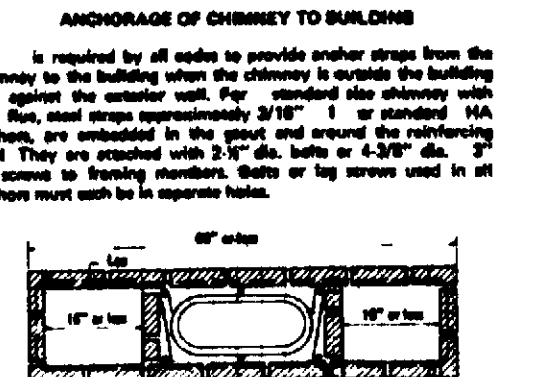 ANCHORAGE OF CHIMNEY TO BUILDING
is required by all codes to provide anchor straps from the
mney to the building when the chimney is outside the building
against the exterior wall. For standard size chimney with
flue, steel straps approximately 3/16" 1 or standard HA
hors, are embedded in the grout and around the reinforcing
l They are attached with 2-½" dia. bolts or 4-3/8" dia. 3"
screws to framing members. Bolts or lag screws used in all
hors must each be in separate holes.
or less
Lap
16" or less
16" or less